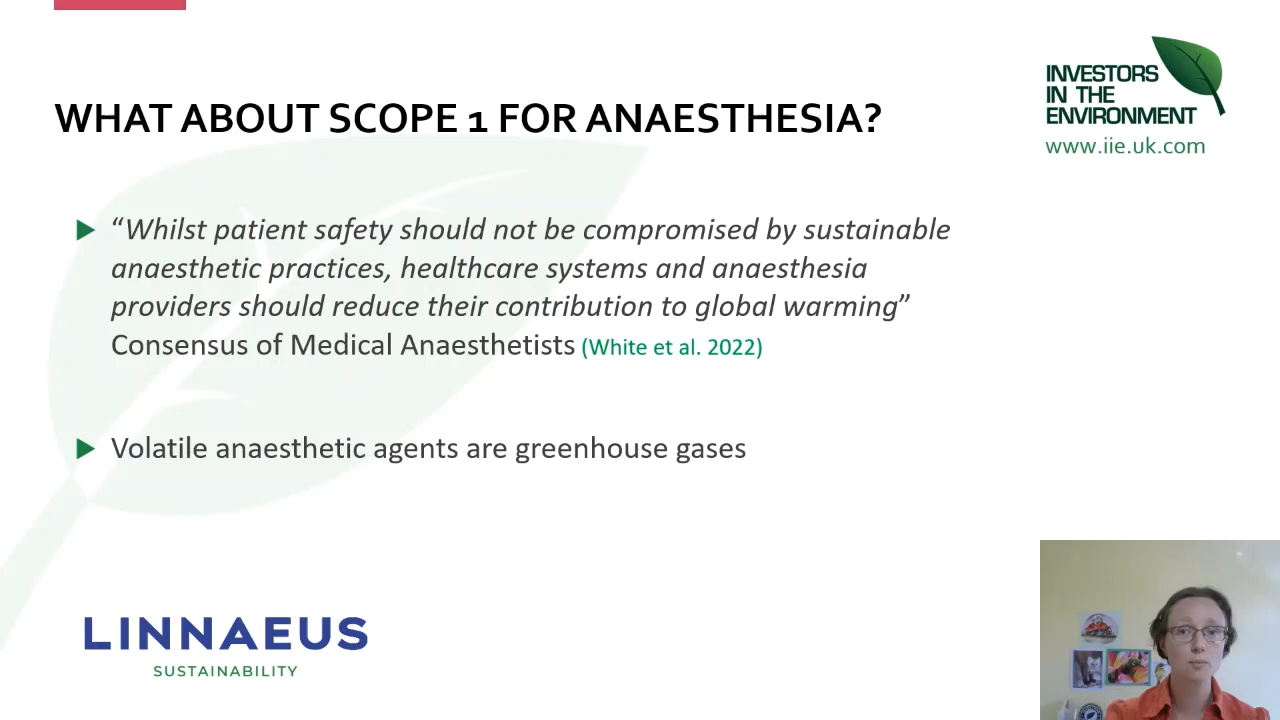 WHAT ABOUT SCOPE 1 FOR ANAESTHESIA?
INVESTORS
IN THE
ENVIRONMENT
www.iie.uk.com
“Whilst patient safety should not be compromised by sustainable
anaesthetic practices, healthcare systems and anaesthesia
providers should reduce their contribution to global warming”
Consensus of Medical Anaesthetists (White et al. 2022)
Volatile anaesthetic agents are greenhouse gases
LINNAEUS
SUSTAINABILITY